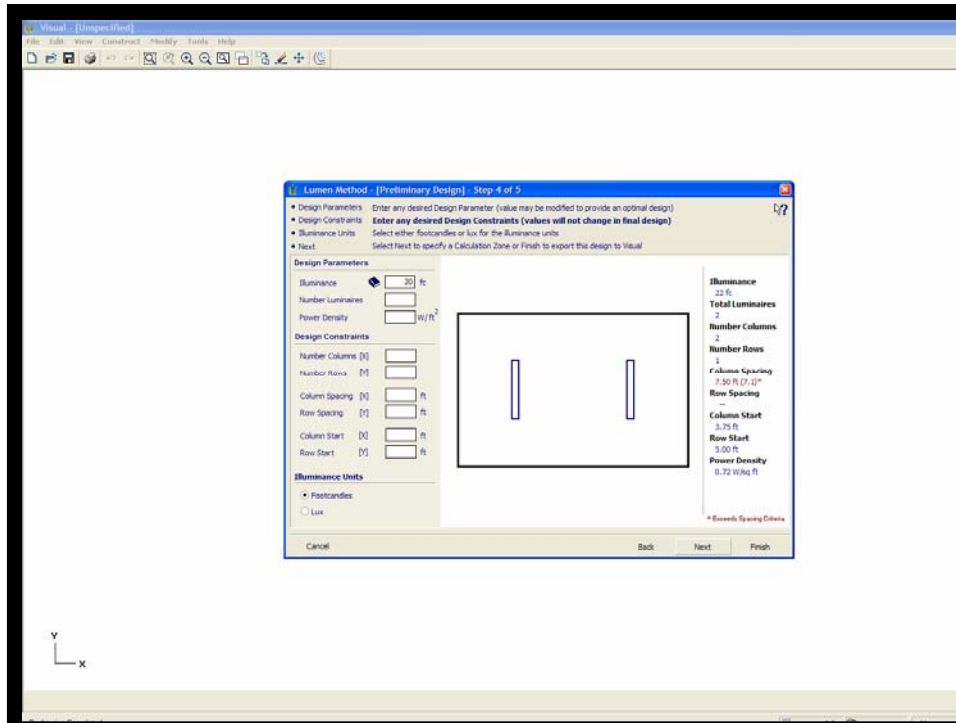 Visual - [Unspecified]
File Edit View Construct Modify Tools Help
Lumen Method - [Preliminary Design] - Step 4 of 5
• Design Parameters Enter any desired Design Parameter (value may be modified to provide an optimal design)
• Design Constraints Enter any desired Design Constraints (values will not change in final design)
• Illuminance Units Select either footcandles or lux for the illuminance units
• Next Select Next to specify a Calculation Zone or Finish to export this design to Visual
Design Parameters
Illuminance 20 fc
Number Luminaires
Power Density W/ft²
Design Constraints
Number Columns [X]
Number Rows [Y]
Column Spacing [X] ft
Row Spacing [Y] ft
Column Start [X] ft
Row Start [Y] ft
Illuminance Units
Footcandles
Lux
Illuminance
22 fc
Total Luminaires
2
Number Columns
2
Number Rows
1
Column Spacing
7.50 ft (7.1)*
Row Spacing
--
Column Start
3.75 ft
Row Start
5.00 ft
Power Density
0.72 W/sq ft
* Exceeds Spacing Criteria
Cancel Back Next Finish
Y
X